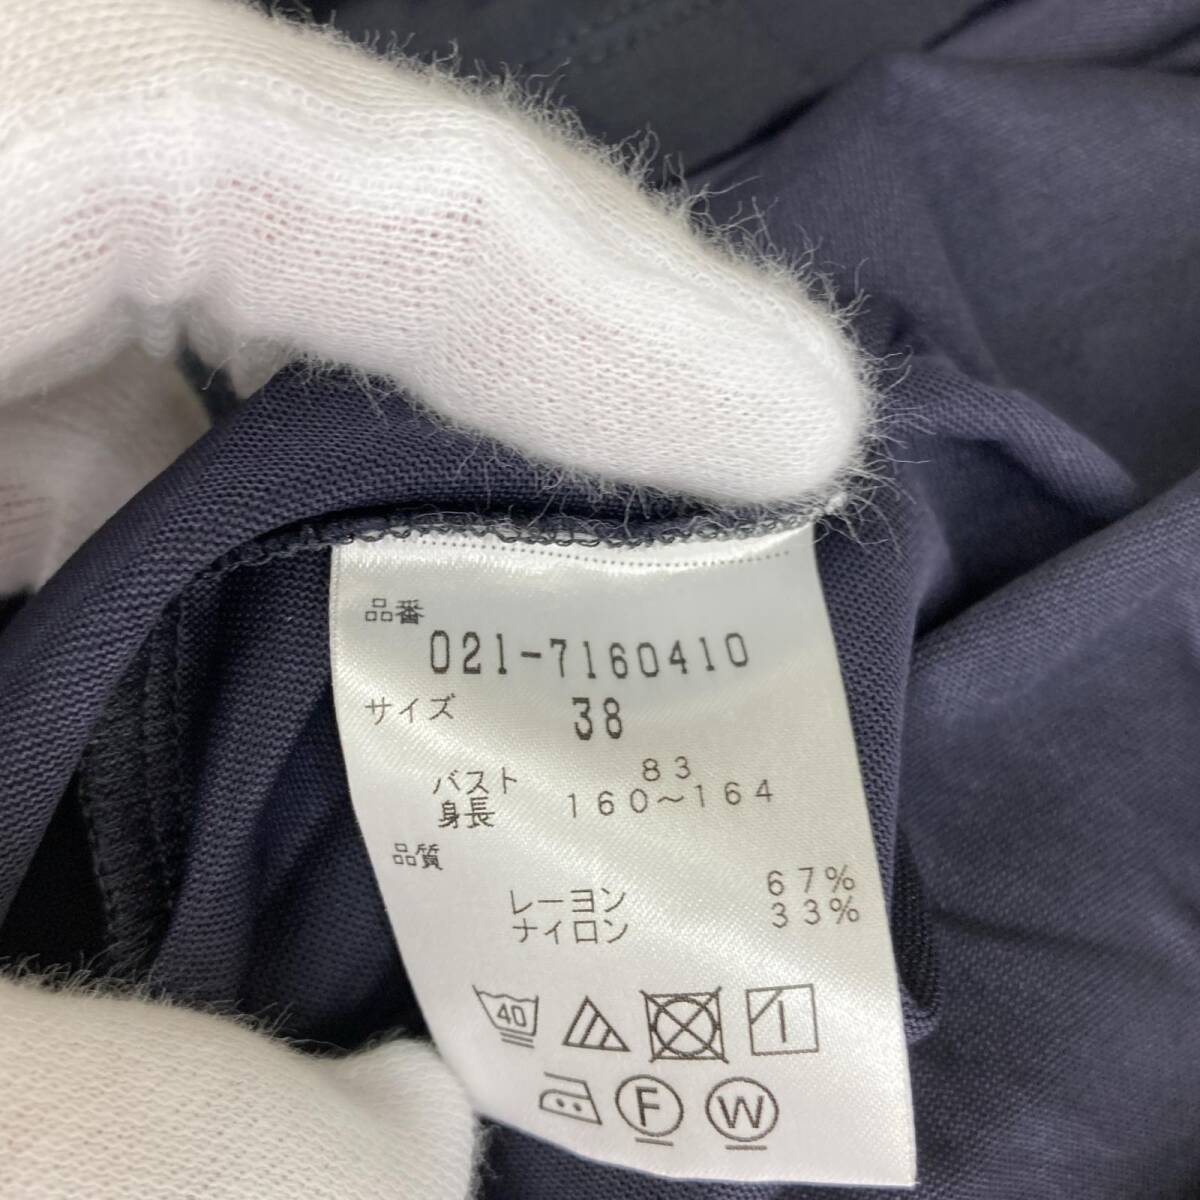 品番
021-7160410
サイズ 38
バスト 83
身長 160～164
品質
レーヨン 67%
ナイロン 33%
40
F W